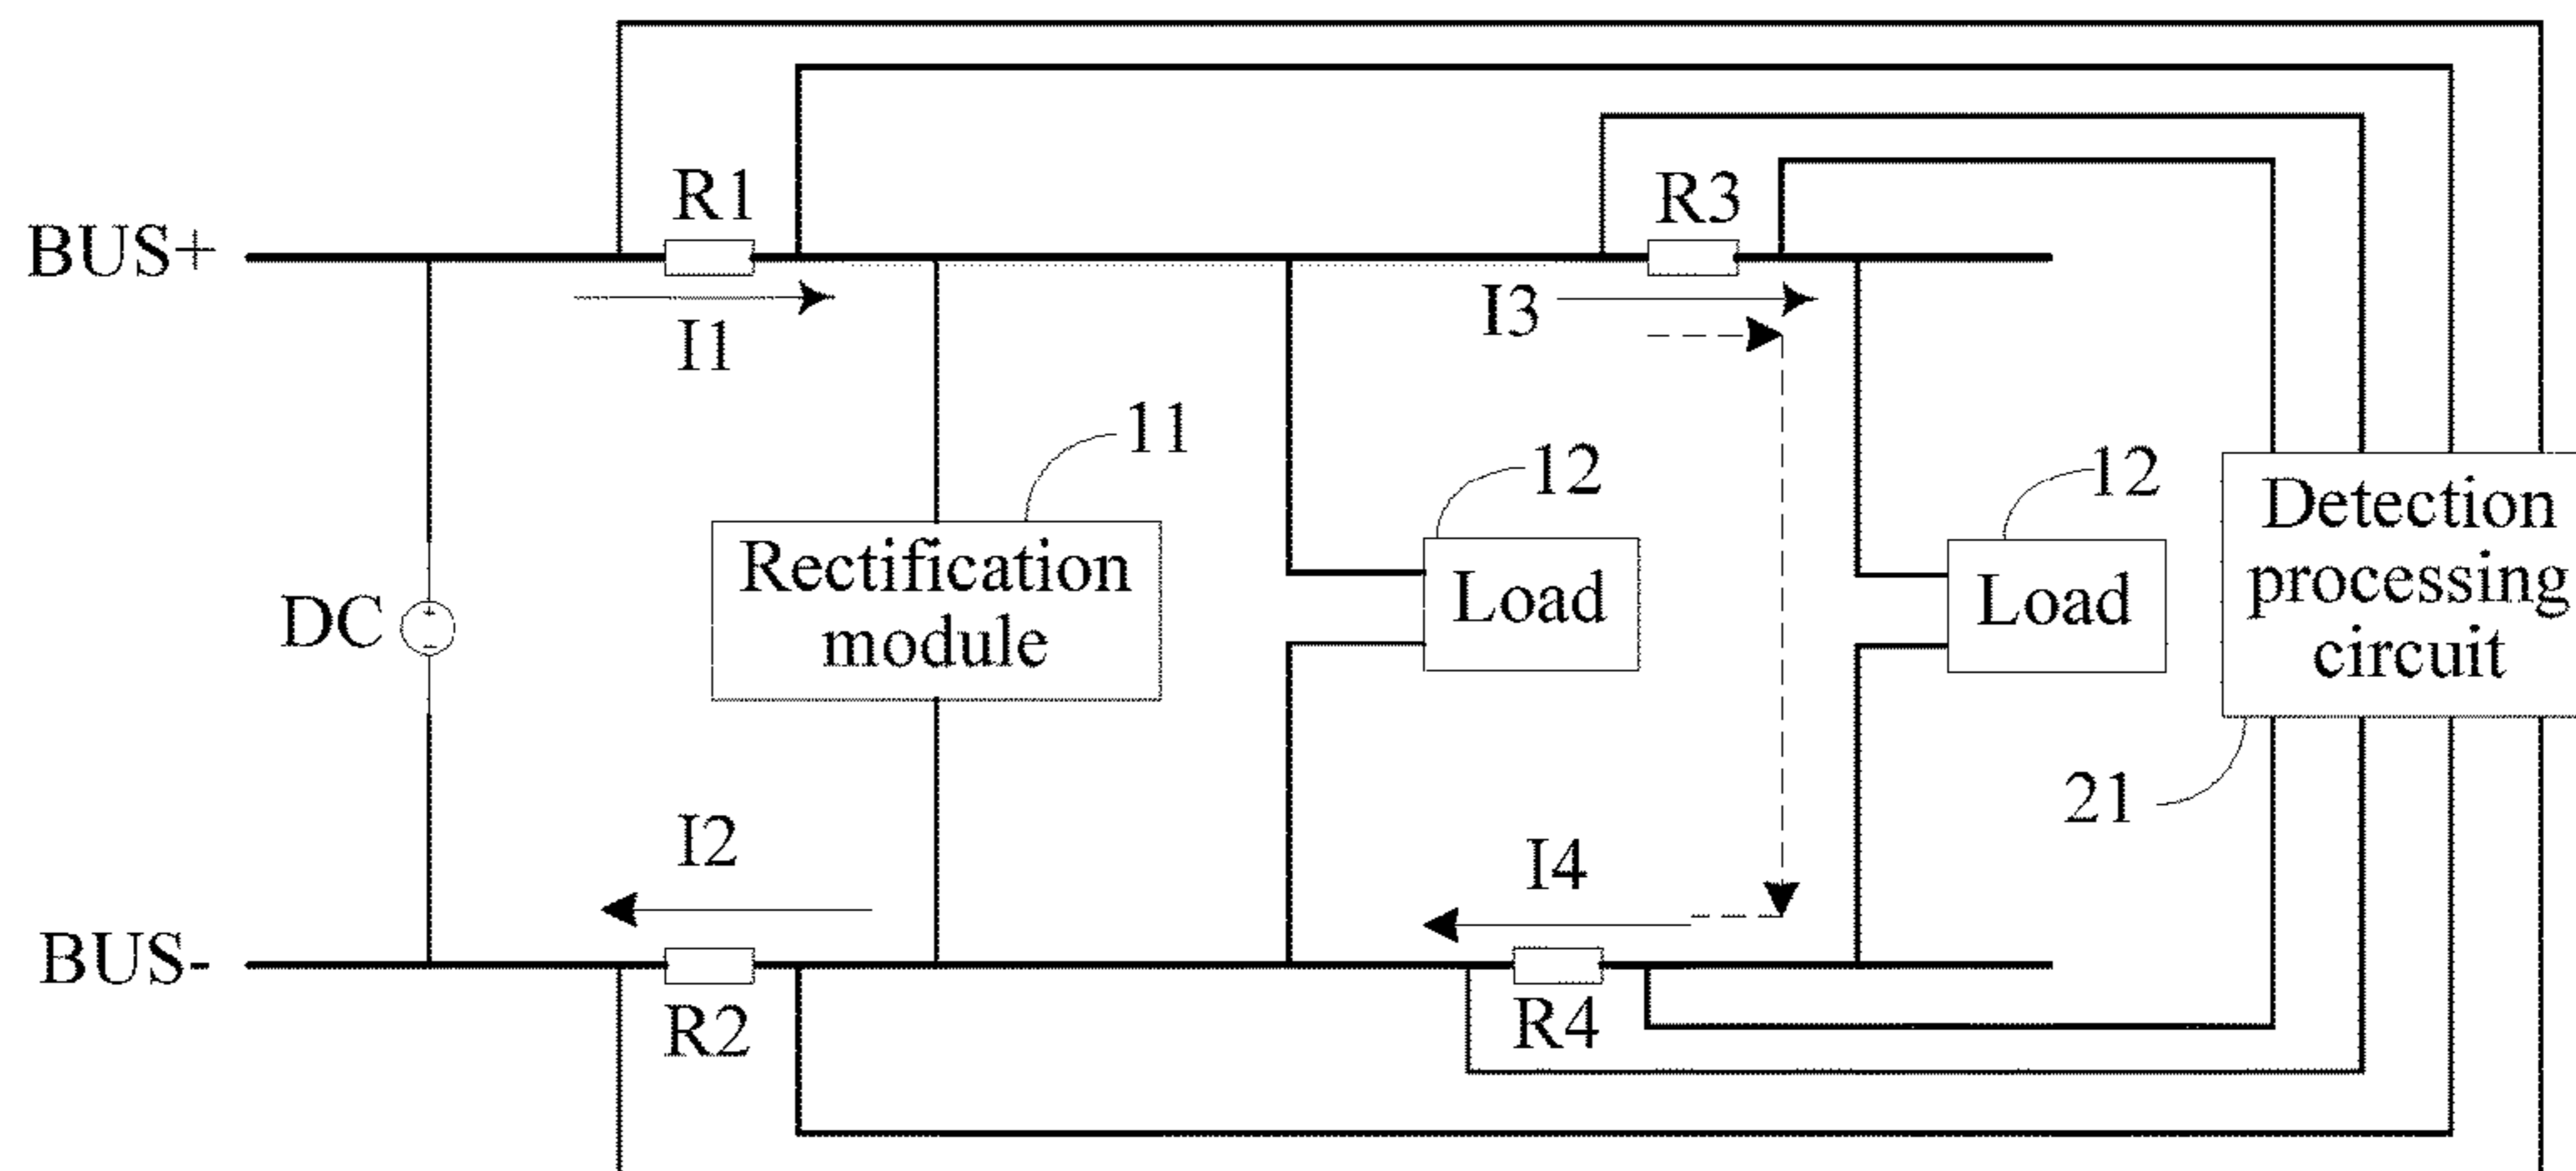 R1
R3
BUS+
I1
I3
11
12
12
Rectification
module
Load
Load
Detection
processing
circuit
DC
+
-
21
I2
I4
BUS-
R2
R4